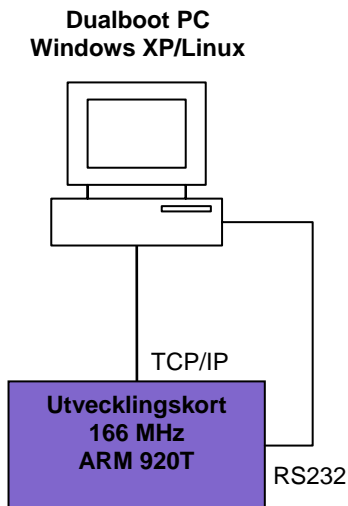 Dualboot PC
Windows XP/Linux
TCP/IP
Utvecklingskort
166 MHz
ARM 920T
RS232